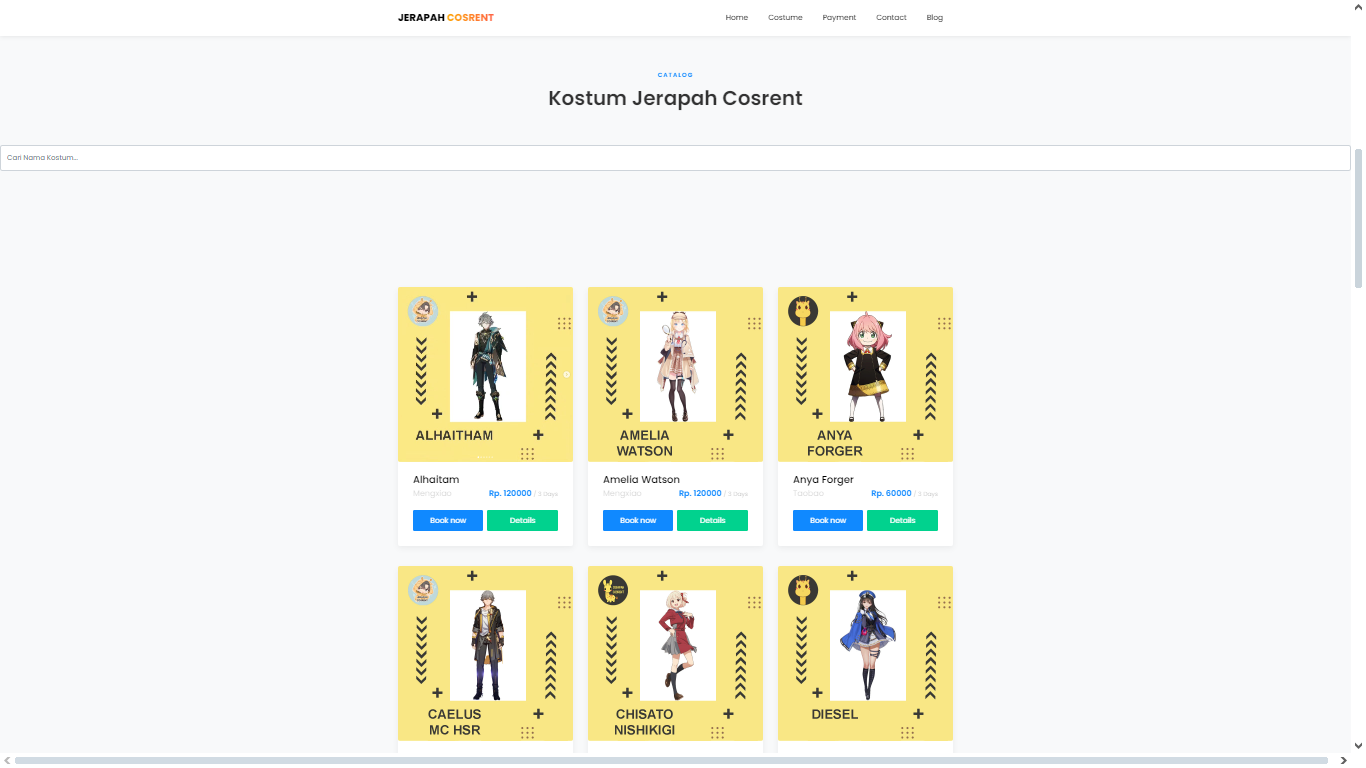 JERAPAH COSRENT
Home Costume Payment Contact Blog
CATALOG
Kostum Jerapah Cosrent
Cari Nama Kostum...
ALHAITHAM
AMELIA
WATSON
ANYA
FORGER
Alhaitam
Mengxiao
Rp. 120000 / 3 Days
Book now
Details
Amelia Watson
Mengxiao
Rp. 120000 / 3 Days
Book now
Details
Anya Forger
Taobao
Rp. 60000 / 3 Days
Book now
Details
CAELUS
MC HSR
CHISATO
NISHIKIGI
DIESEL